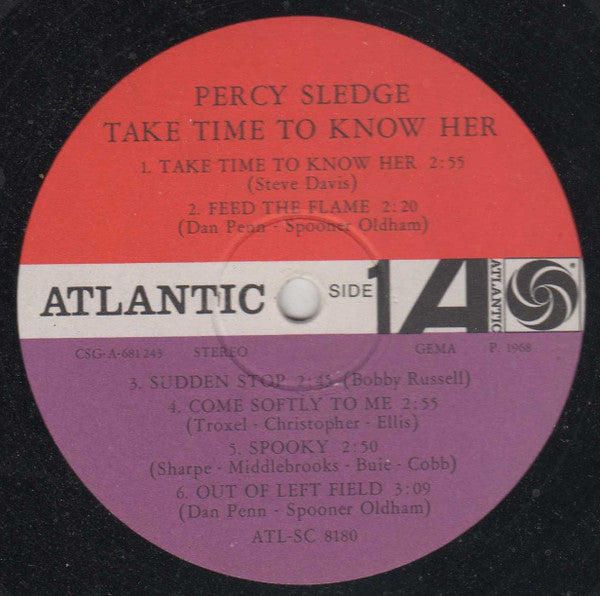 PERCY SLEDGE
TAKE TIME TO KNOW HER
1. TAKE TIME TO KNOW HER 2:55
(Steve Davis)
2. FEED THE FLAME 2:20
(Dan Penn - Spooner Oldham)
ATLANTIC SIDE 1 A ATLANTIC
CSG-A-681 243 STEREO GEMA P. 1968
3. SUDDEN STOP 2:45 (Bobby Russell)
4. COME SOFTLY TO ME 2:55
(Troxel - Christopher - Ellis)
5. SPOOKY 2:50
(Sharpe - Middlebrooks - Buie - Cobb)
6. OUT OF LEFT FIELD 3:09
(Dan Penn - Spooner Oldham)
ATL-SC 8180